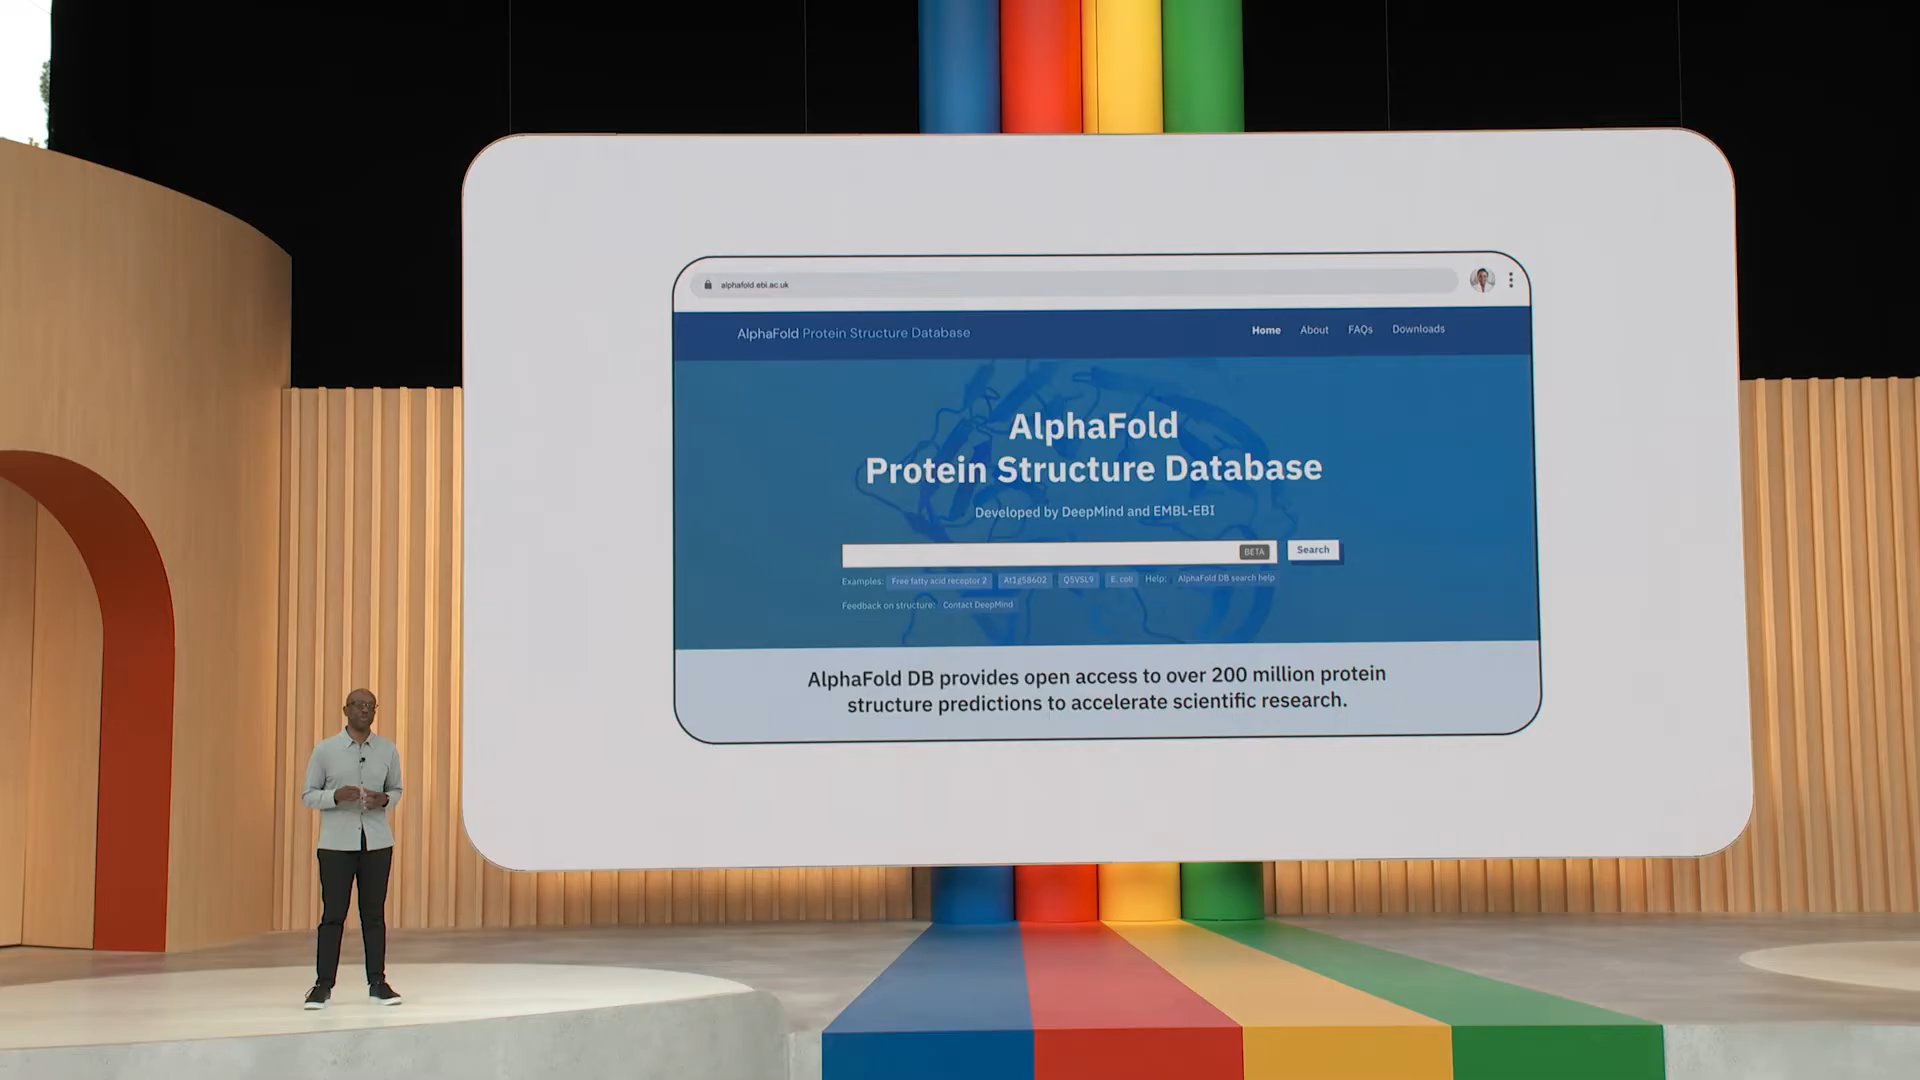 alphafold.ebi.ac.uk
AlphaFold Protein Structure Database
Home About FAQs Downloads
AlphaFold
Protein Structure Database
Developed by DeepMind and EMBL-EBI
BETA Search
Examples: Free fatty acid receptor 2 At1g58602 Q5VSL9 E. coli Help: AlphaFold DB search help
Feedback on structure: Contact DeepMind
AlphaFold DB provides open access to over 200 million protein
structure predictions to accelerate scientific research.